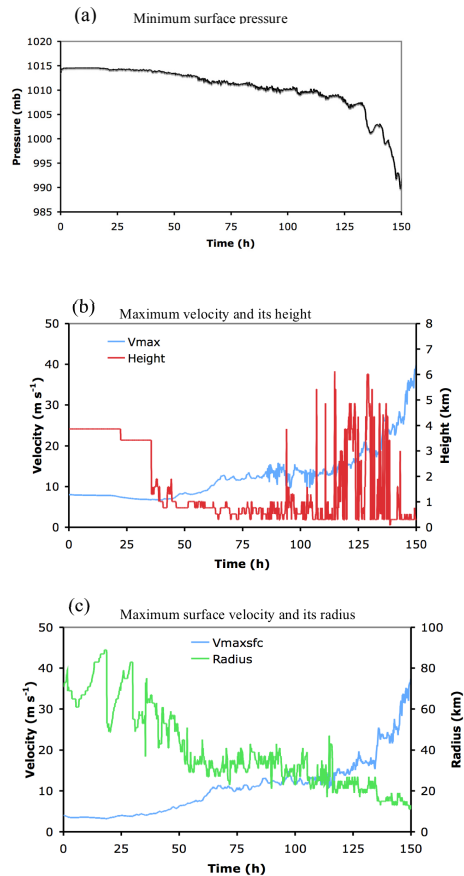 (a) Minimum surface pressure
1020
1015
1010
1005
1000
995
990
985
Pressure (mb)
0 25 50 75 100 125 150
Time (h)
(b) Maximum velocity and its height
50
40
30
20
10
0
Velocity (m s⁻¹)
Vmax
Height
8
7
6
5
4
3
2
1
0
Height (km)
0 25 50 75 100 125 150
Time (h)
(c) Maximum surface velocity and its radius
50
40
30
20
10
0
Velocity (m s⁻¹)
Vmaxsfc
Radius
100
80
60
40
20
0
Radius (km)
0 25 50 75 100 125 150
Time (h)